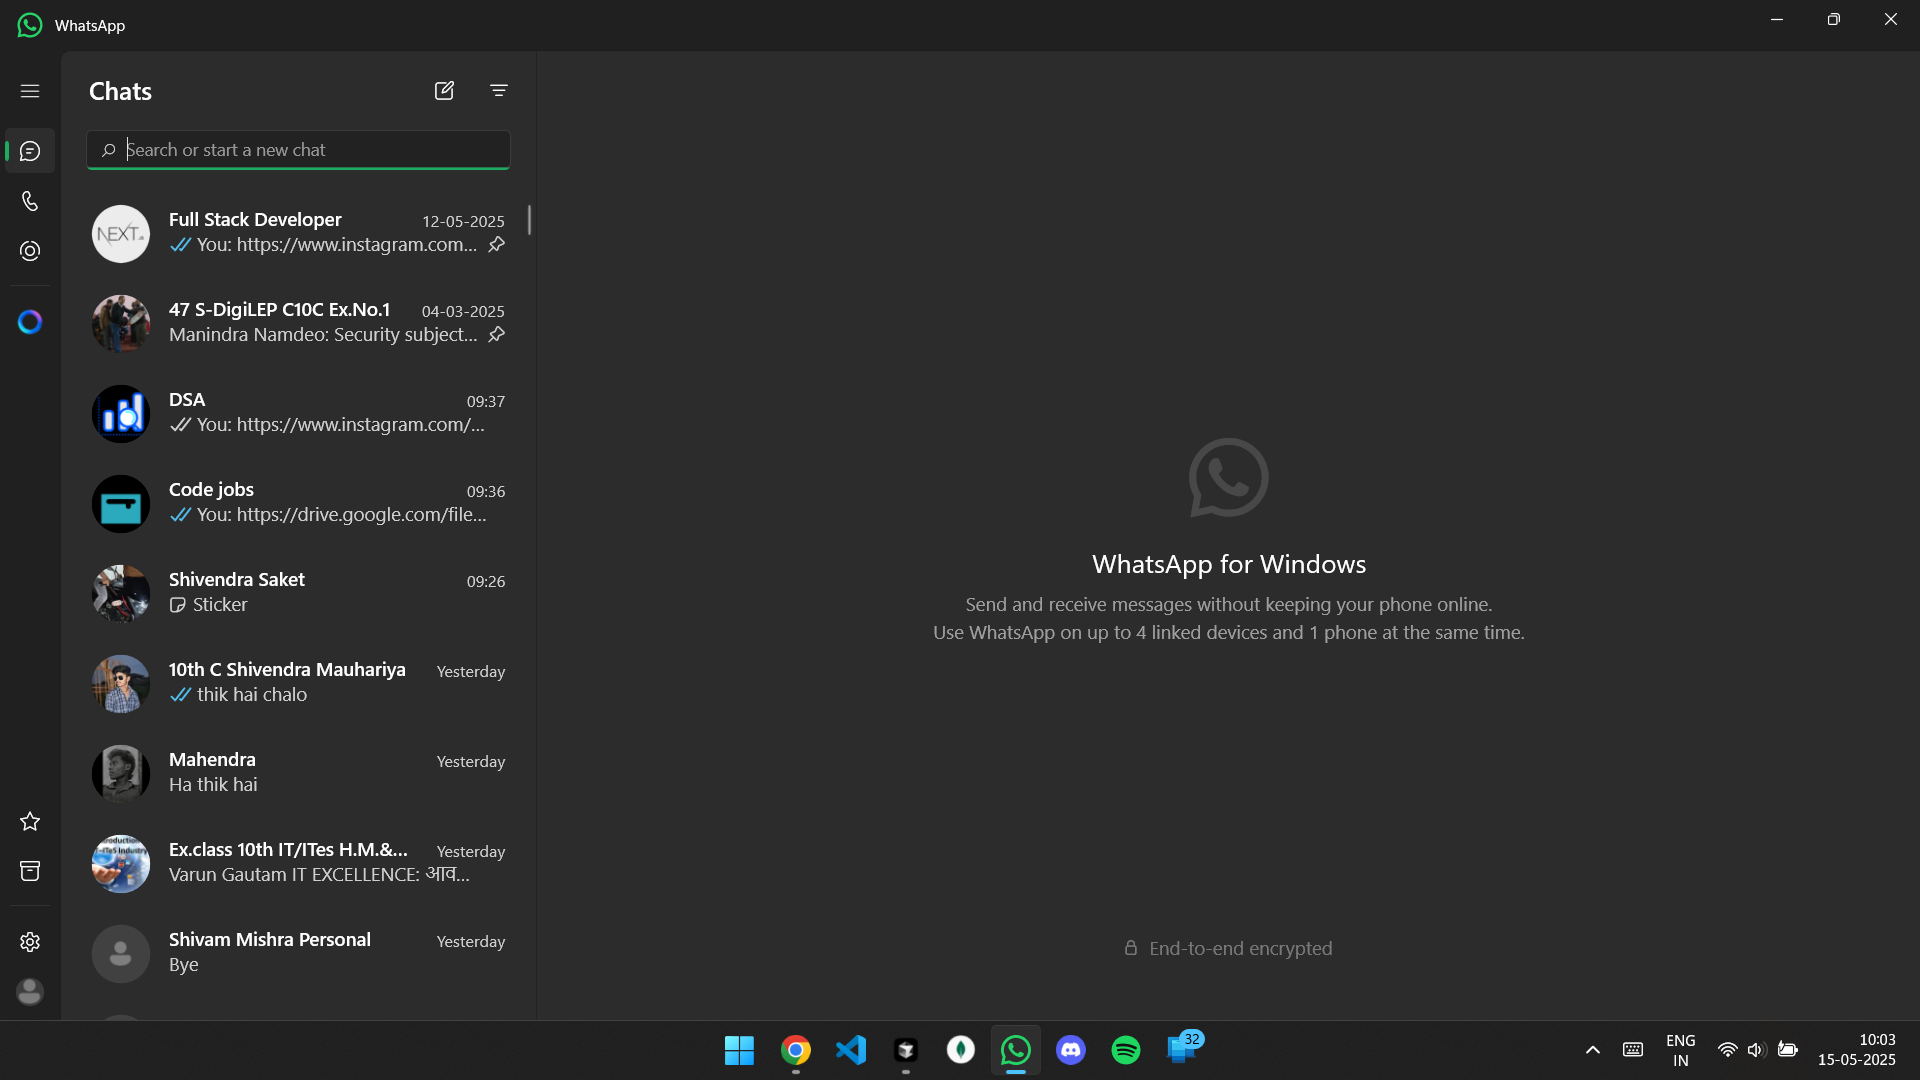 WhatsApp
Chats
Search or start a new chat
Full Stack Developer
12-05-2025
You: https://www.instagram.com...
NEXT
47 S-DigiLEP C10C Ex.No.1
04-03-2025
Manindra Namdeo: Security subject...
DSA
09:37
You: https://www.instagram.com/...
Code jobs
09:36
You: https://drive.google.com/file...
Shivendra Saket
09:26
Sticker
10th C Shivendra Mauhariya
Yesterday
thik hai chalo
Mahendra
Yesterday
Ha thik hai
Ex.class 10th IT/ITes H.M.&...
Yesterday
Varun Gautam IT EXCELLENCE: आव...
Shivam Mishra Personal
Yesterday
Bye
WhatsApp for Windows
Send and receive messages without keeping your phone online.
Use WhatsApp on up to 4 linked devices and 1 phone at the same time.
End-to-end encrypted
32
ENG
IN
10:03
15-05-2025